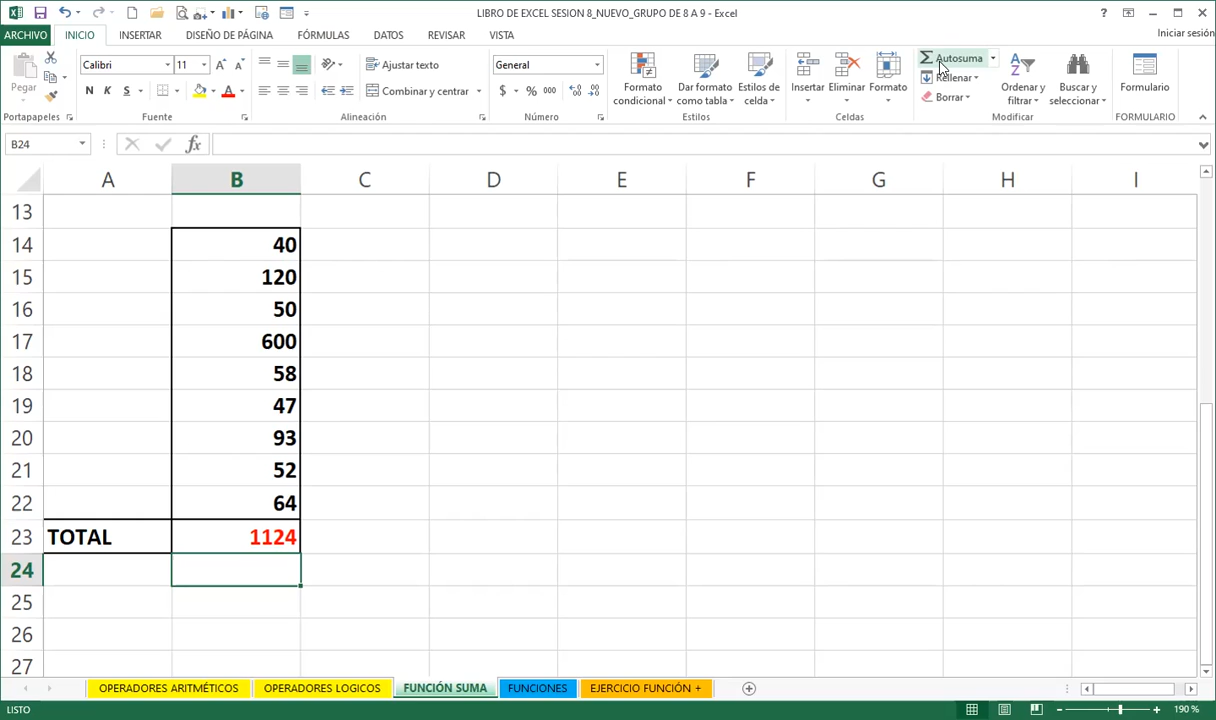 LIBRO DE EXCEL SESION 8_NUEVO_GRUPO DE 8 A 9 - Excel
?
ARCHIVO INICIO INSERTAR DISEÑO DE PÁGINA FÓRMULAS DATOS REVISAR VISTA Iniciar sesión
Pegar
Calibri 11
N K S
Ajustar texto
Combinar y centrar
General
$ % 000
Formato condicional
Dar formato como tabla
Estilos de celda
Insertar Eliminar Formato
Autosuma
Rellenar
Borrar
Ordenar y filtrar
Buscar y seleccionar
Formulario
Portapapeles Fuente Alineación Número Estilos Celdas Modificar FORMULARIO
B24 fx
A B C D E F G H I
13
14 40
15 120
16 50
17 600
18 58
19 47
20 93
21 52
22 64
23 TOTAL 1124
24
25
26
27
OPERADORES ARITMÉTICOS OPERADORES LOGICOS FUNCIÓN SUMA FUNCIONES EJERCICIO FUNCIÓN +
LISTO 190 %